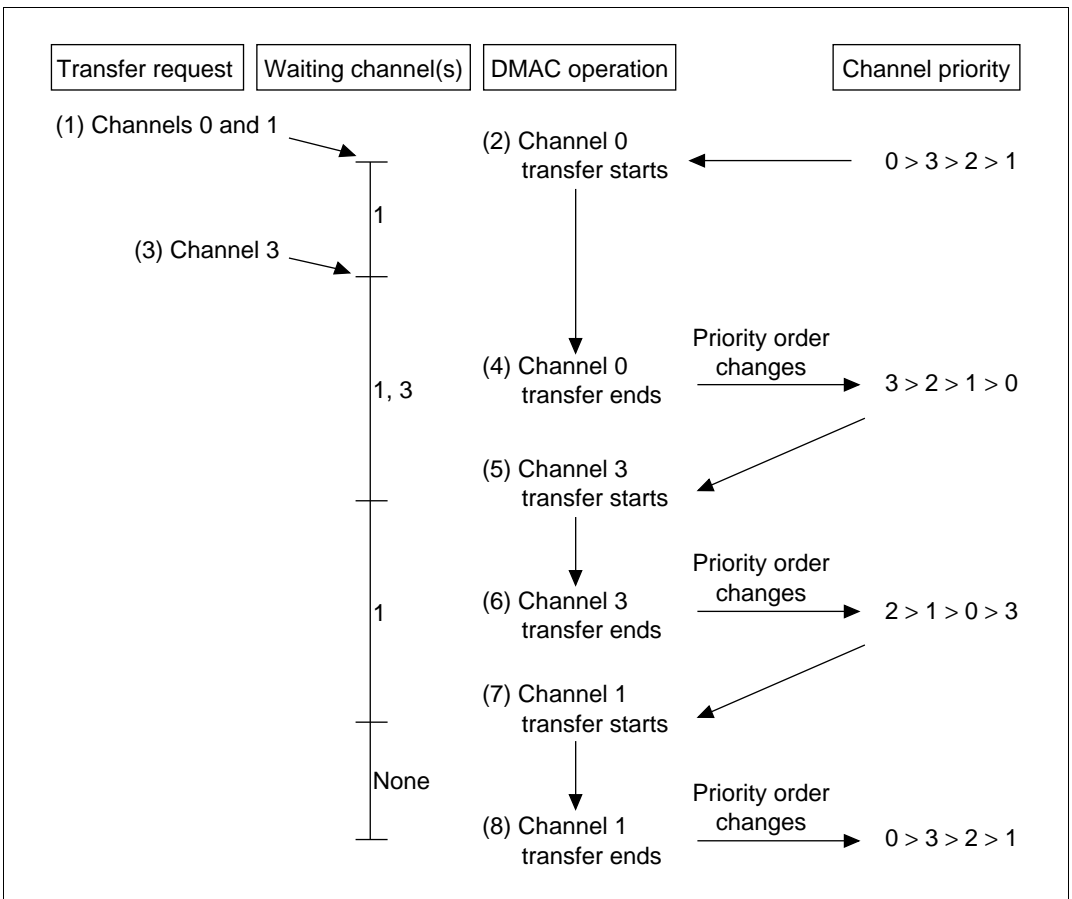 Transfer request
Waiting channel(s)
DMAC operation
Channel priority
(1) Channels 0 and 1
(2) Channel 0
transfer starts
0 > 3 > 2 > 1
1
(3) Channel 3
Priority order
changes
(4) Channel 0
transfer ends
3 > 2 > 1 > 0
1, 3
(5) Channel 3
transfer starts
Priority order
changes
(6) Channel 3
transfer ends
2 > 1 > 0 > 3
1
(7) Channel 1
transfer starts
None
Priority order
changes
(8) Channel 1
transfer ends
0 > 3 > 2 > 1